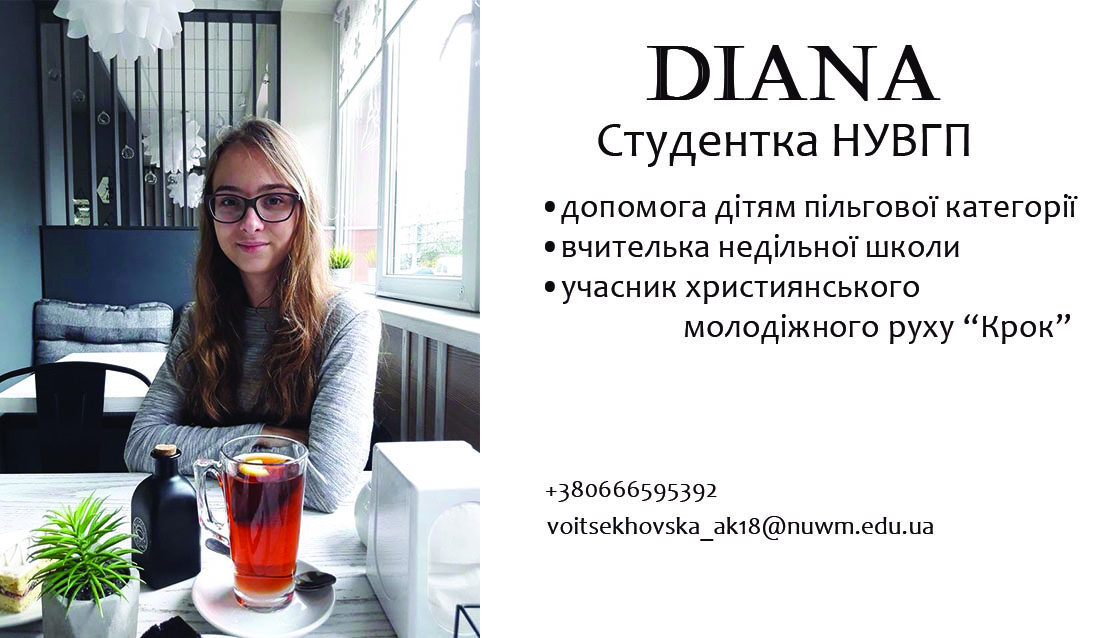 DIANA
Студентка НУВГП
•допомога дітям пільгової категорії
•вчителька недільної школи
•учасник християнського
молодіжного руху “Крок”
+380666595392
voitsekhovska_ak18@nuwm.edu.ua